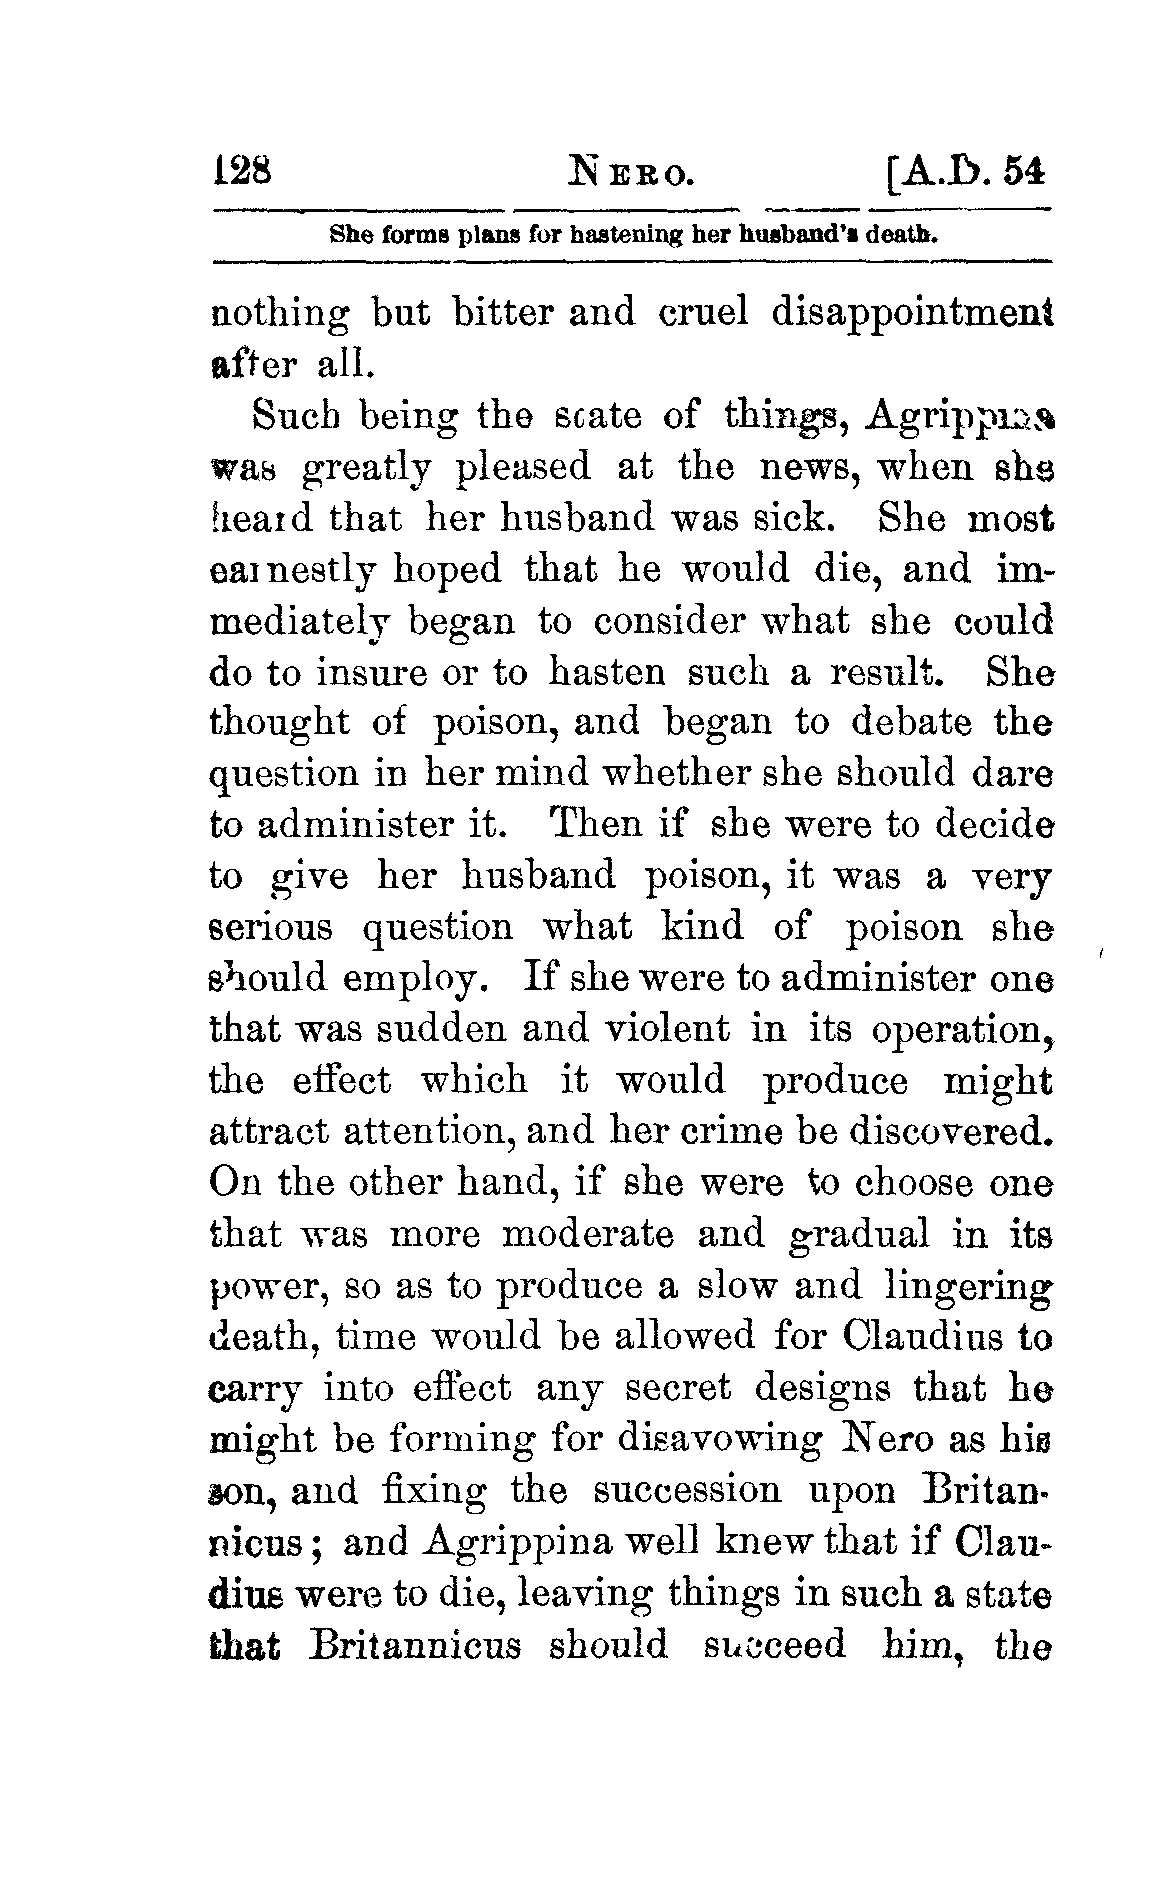 128 NERO. [A.D. 54
She forms plans for hastening her husband's death.
nothing but bitter and cruel disappointment
after all.
Such being the state of things, Agrippina
was greatly pleased at the news, when she
heard that her husband was sick. She most
earnestly hoped that he would die, and im-
mediately began to consider what she could
do to insure or to hasten such a result. She
thought of poison, and began to debate the
question in her mind whether she should dare
to administer it. Then if she were to decide
to give her husband poison, it was a very
serious question what kind of poison she
should employ. If she were to administer one
that was sudden and violent in its operation,
the effect which it would produce might
attract attention, and her crime be discovered.
On the other hand, if she were to choose one
that was more moderate and gradual in its
power, so as to produce a slow and lingering
death, time would be allowed for Claudius to
carry into effect any secret designs that he
might be forming for disavowing Nero as his
son, and fixing the succession upon Britan-
nicus; and Agrippina well knew that if Clau-
dius were to die, leaving things in such a state
that Britannicus should succeed him, the